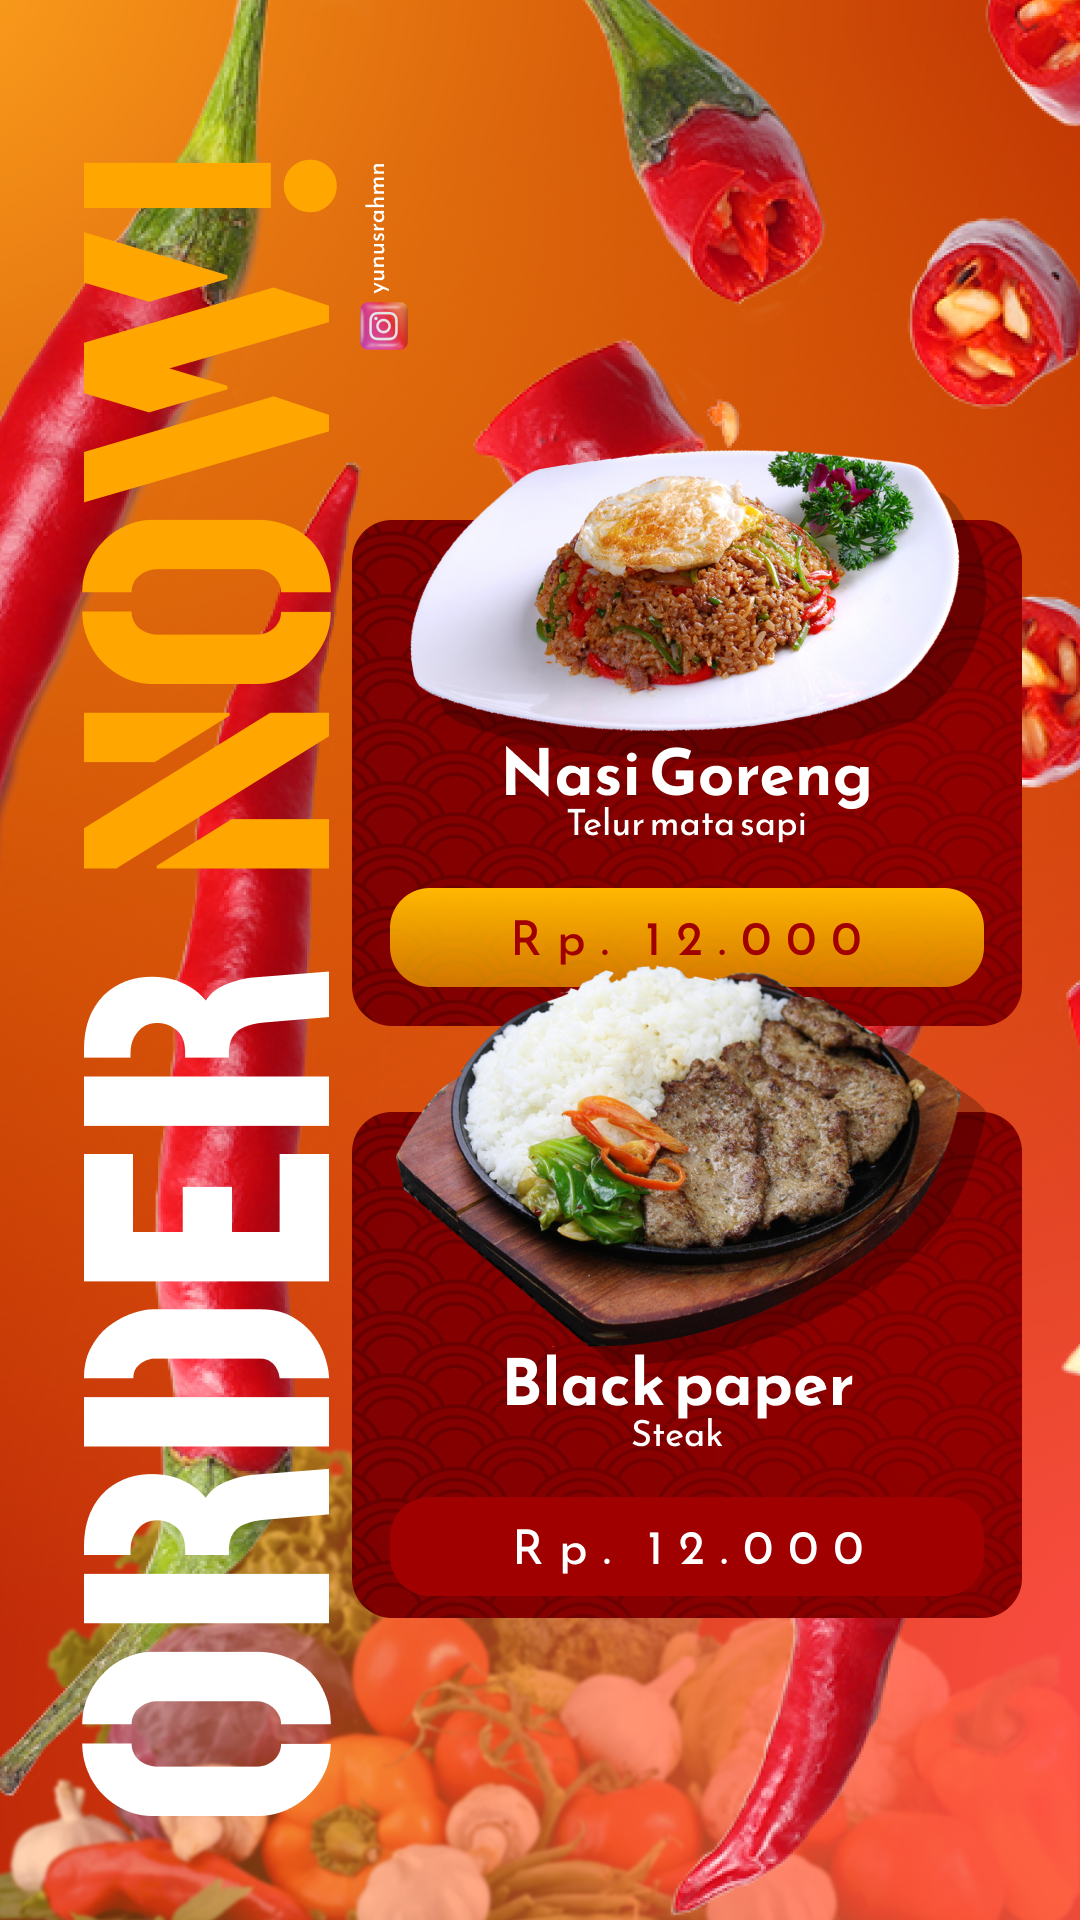 ORDER NOW!
yunusrahmn
Nasi Goreng
Telur mata sapi
Rp. 12.000
Black paper
Steak
Rp. 12.000